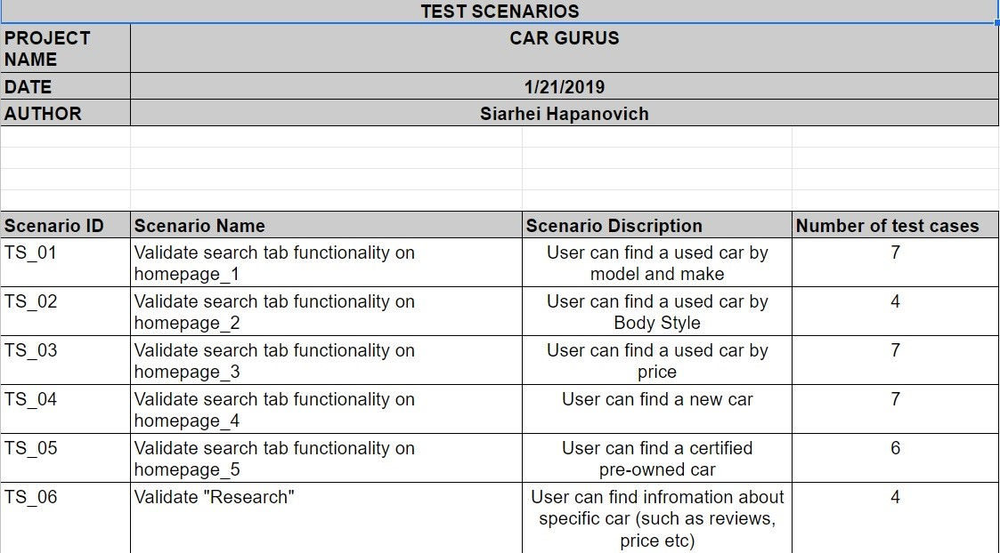 TEST SCENARIOS
PROJECT NAME CAR GURUS
DATE 1/21/2019
AUTHOR Siarhei Hapanovich
Scenario ID Scenario Name Scenario Discription Number of test cases
TS_01 Validate search tab functionality on User can find a used car by 7
homepage_1 model and make
TS_02 Validate search tab functionality on User can find a used car by 4
homepage_2 Body Style
TS_03 Validate search tab functionality on User can find a used car by 7
homepage_3 price
TS_04 Validate search tab functionality on User can find a new car 7
homepage_4
TS_05 Validate search tab functionality on User can find a certified 6
homepage_5 pre-owned car
TS_06 Validate "Research" User can find infromation about 4
specific car (such as reviews,
price etc)